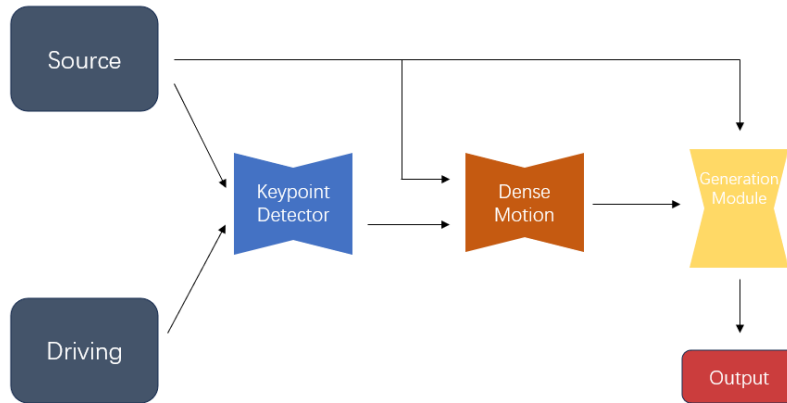 Source
Keypoint
Detector
Dense
Motion
Generation
Module
Driving
Output